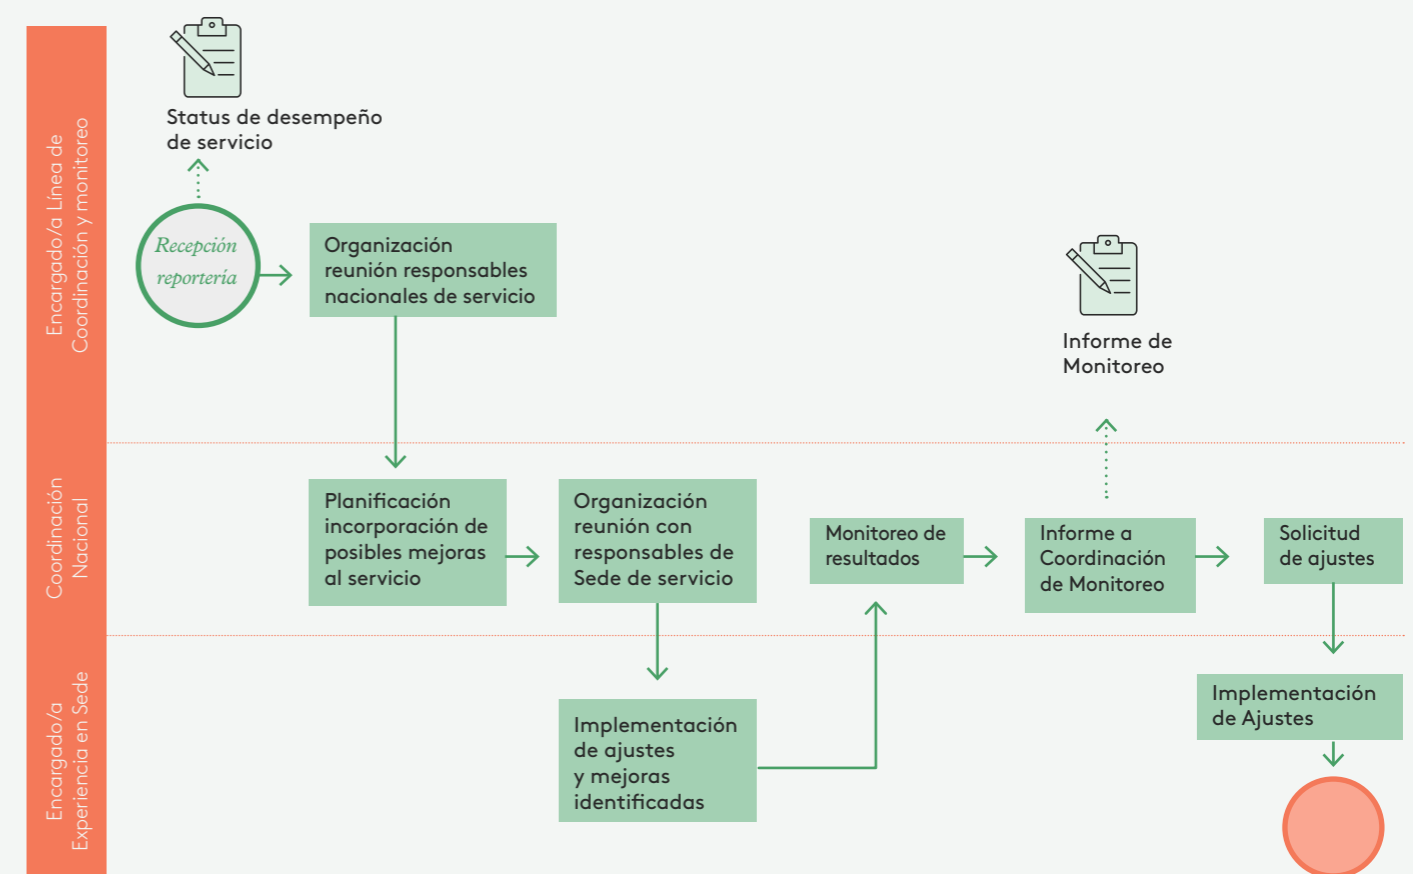 Encargado/a Línea de
Coordinación y monitoreo
Status de desempeño
de servicio
Recepción
reportería
Organización
reunión responsables
nacionales de servicio
Informe de
Monitoreo
Coordinación
Nacional
Planificación
incorporación de
posibles mejoras
al servicio
Organización
reunión con
responsables de
Sede de servicio
Monitoreo de
resultados
Informe a
Coordinación
de Monitoreo
Solicitud
de ajustes
Encargado/a
Experiencia en Sede
Implementación
de ajustes
y mejoras
identificadas
Implementación
de Ajustes